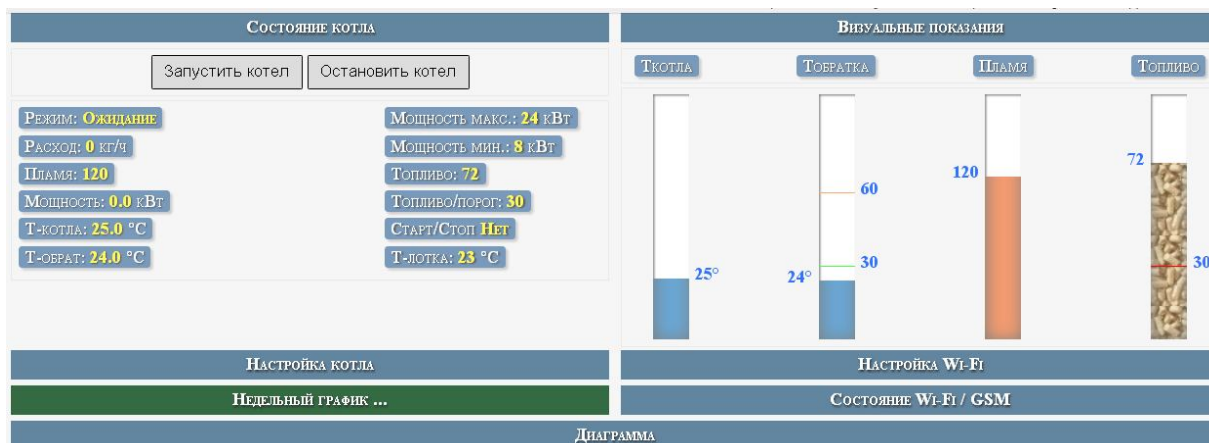 Состояние котла
Запустить котел
Остановить котел
Режим: Ожидание
Расход: 0 кг/ч
Пламя: 120
Мощность: 0.0 кВт
Т-котла: 25.0 °C
Т-обрат: 24.0 °C
Мощность макс.: 24 кВт
Мощность мин.: 8 кВт
Топливо: 72
Топливо/порог: 30
Старт/Стоп Нет
Т-лотка: 23 °C
Визуальные показания
Ткотла
Тобратка
Пламя
Топливо
25°
60
30
24°
120
72
30
Настройка котла
Настройка Wi-Fi
Недельный график ...
Состояние Wi-Fi / GSM
Диаграмма